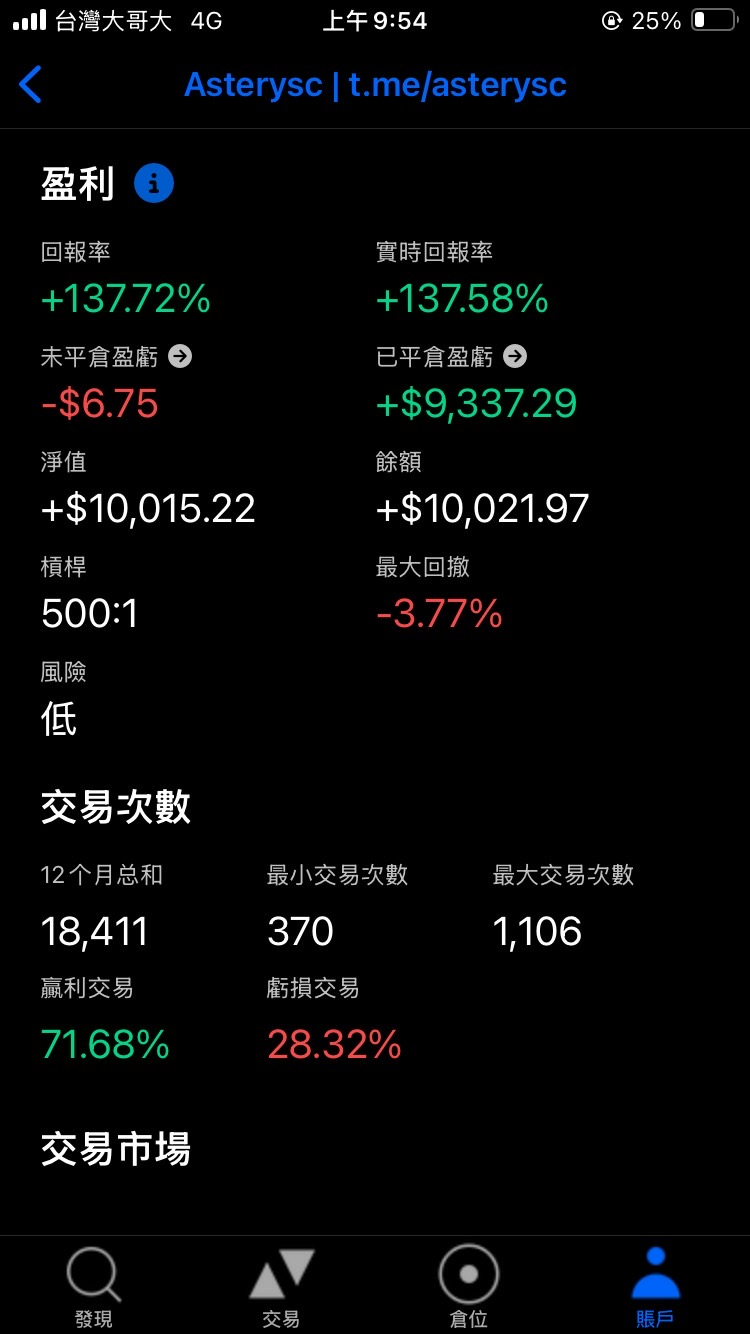 台灣大哥大 4G 上午9:54 25%
Asterysc | t.me/asterysc
盈利
回報率 實時回報率
+137.72% +137.58%
未平倉盈虧 已平倉盈虧
-$6.75 +$9,337.29
淨值 餘額
+$10,015.22 +$10,021.97
槓桿 最大回撤
500:1 -3.77%
風險
低
交易次數
12个月总和 最小交易次數 最大交易次數
18,411 370 1,106
贏利交易 虧損交易
71.68% 28.32%
交易市場
發現 交易 倉位 賬戶